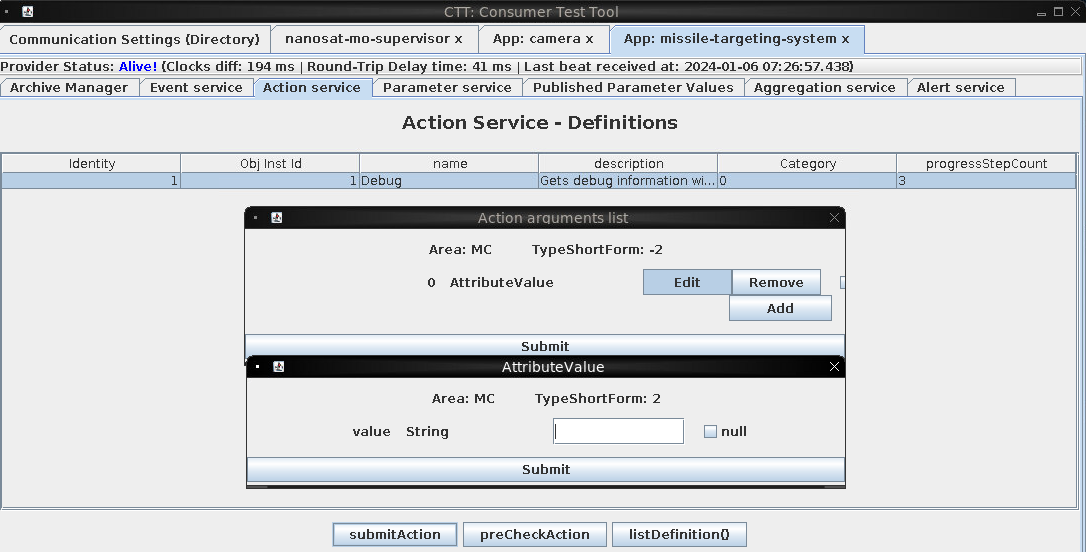 CTT: Consumer Test Tool
Communication Settings (Directory) nanosat-mo-supervisor x App: camera x App: missile-targeting-system x
Provider Status: Alive! (Clocks diff: 194 ms | Round-Trip Delay time: 41 ms | Last beat received at: 2024-01-06 07:26:57.438)
Archive Manager Event service Action service Parameter service Published Parameter Values Aggregation service Alert service
Action Service - Definitions
Identity Obj Inst Id name description Category progressStepCount
1 1 Debug Gets debug information wi... 0 3
Action arguments list
Area: MC TypeShortForm: -2
0 AttributeValue Edit Remove
Add
Submit
AttributeValue
Area: MC TypeShortForm: 2
value String null
Submit
submitAction preCheckAction listDefinition()